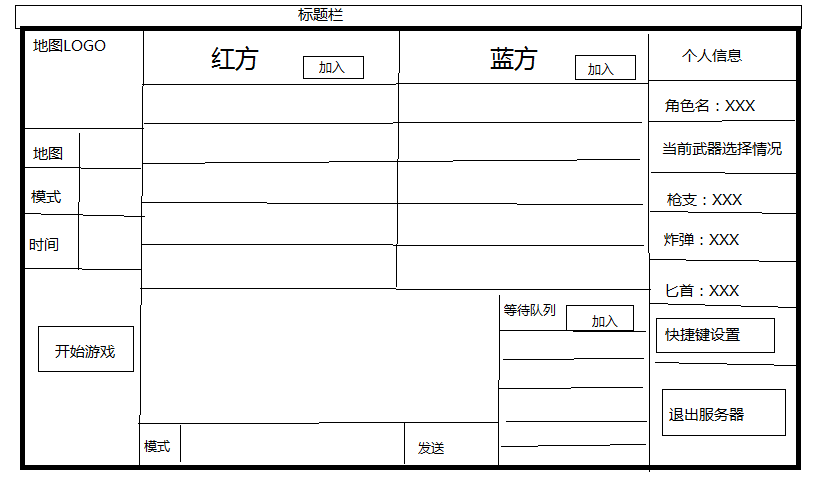 标题栏
地图LOGO
红方
加入
蓝方
加入
个人信息
角色名：XXX
当前武器选择情况
枪支：XXX
炸弹：XXX
匕首：XXX
快捷键设置
退出服务器
地图
模式
时间
开始游戏
等待队列
加入
模式
发送